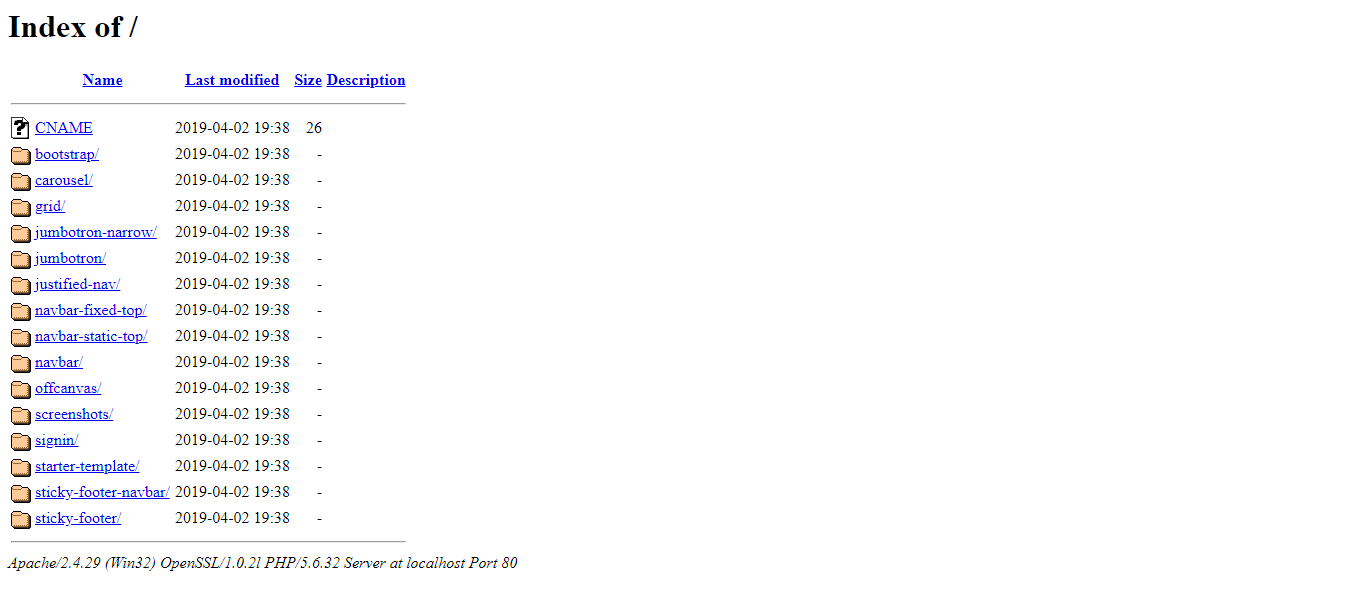 Index of /
Name Last modified Size Description
CNAME 2019-04-02 19:38 26
bootstrap/ 2019-04-02 19:38 -
carousel/ 2019-04-02 19:38 -
grid/ 2019-04-02 19:38 -
jumbotron-narrow/ 2019-04-02 19:38 -
jumbotron/ 2019-04-02 19:38 -
justified-nav/ 2019-04-02 19:38 -
navbar-fixed-top/ 2019-04-02 19:38 -
navbar-static-top/ 2019-04-02 19:38 -
navbar/ 2019-04-02 19:38 -
offcanvas/ 2019-04-02 19:38 -
screenshots/ 2019-04-02 19:38 -
signin/ 2019-04-02 19:38 -
starter-template/ 2019-04-02 19:38 -
sticky-footer-navbar/ 2019-04-02 19:38 -
sticky-footer/ 2019-04-02 19:38 -
Apache/2.4.29 (Win32) OpenSSL/1.0.2l PHP/5.6.32 Server at localhost Port 80